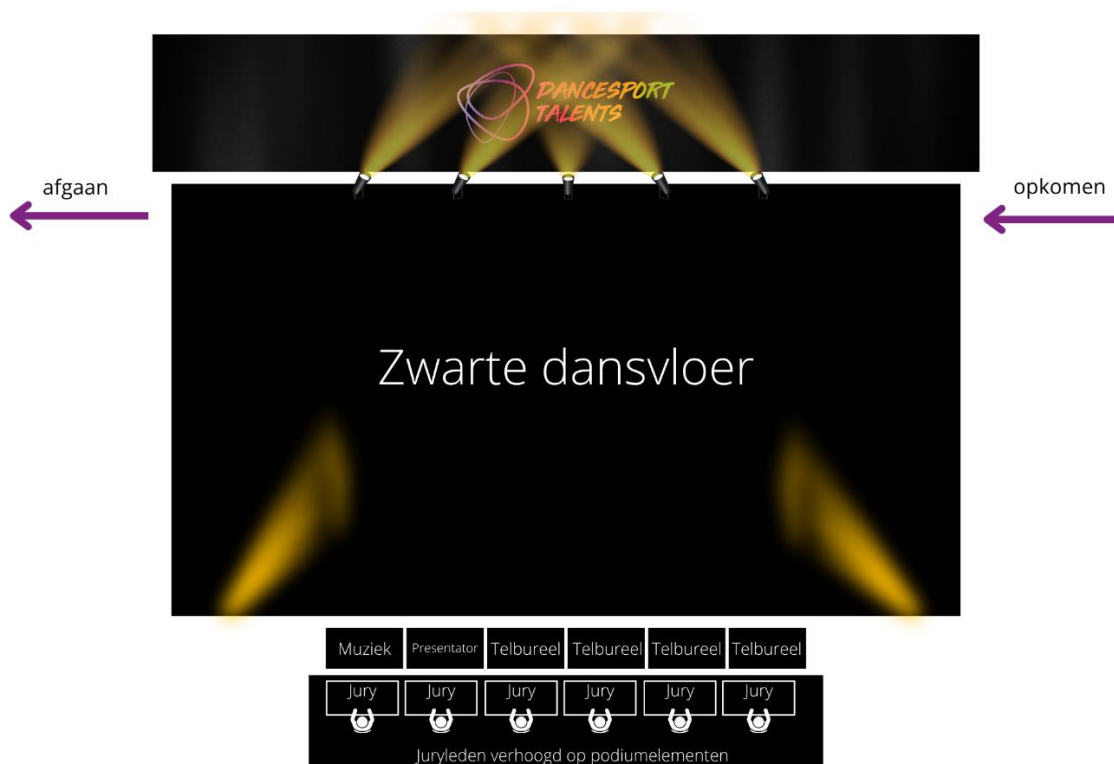 DANCESPORT
TALENTS
afgaan
opkomen
Zwarte dansvloer
Muziek Presentator Telbureel Telbureel Telbureel Telbureel
Jury Jury Jury Jury Jury Jury
Juryleden verhoogd op podiumelementen